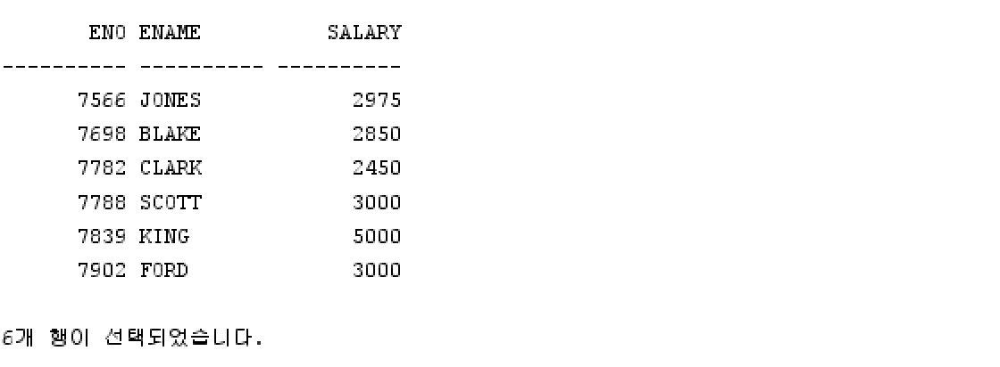 ENO ENAME SALARY
---------- ---------- ----------
7566 JONES 2975
7698 BLAKE 2850
7782 CLARK 2450
7788 SCOTT 3000
7839 KING 5000
7902 FORD 3000
6개 행이 선택되었습니다.